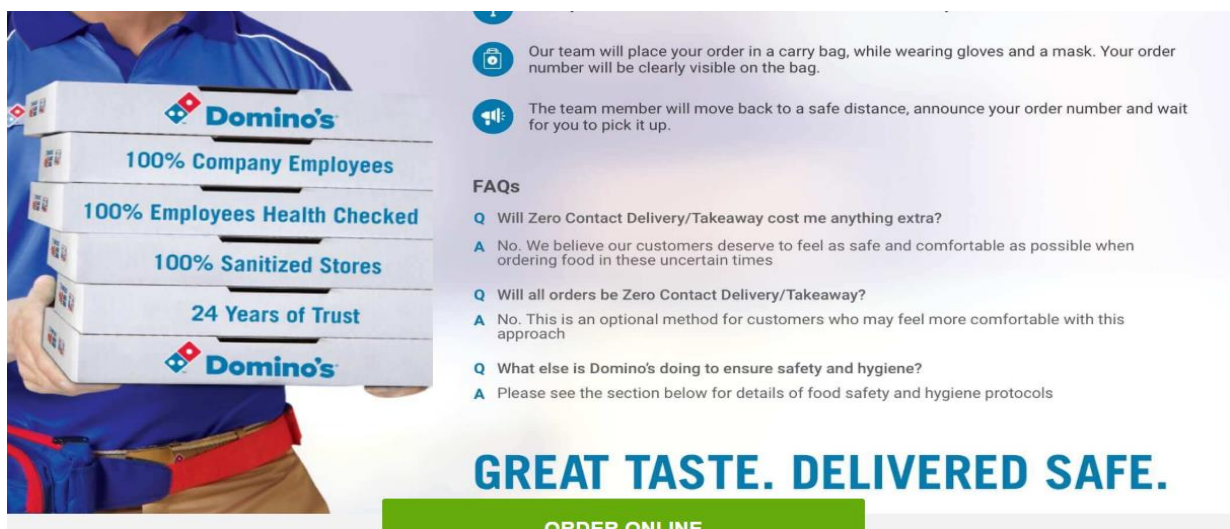 Domino's
100% Company Employees
100% Employees Health Checked
100% Sanitized Stores
24 Years of Trust
Domino's
Our team will place your order in a carry bag, while wearing gloves and a mask. Your order
number will be clearly visible on the bag.
The team member will move back to a safe distance, announce your order number and wait
for you to pick it up.
FAQs
Q Will Zero Contact Delivery/Takeaway cost me anything extra?
A No. We believe our customers deserve to feel as safe and comfortable as possible when
ordering food in these uncertain times
Q Will all orders be Zero Contact Delivery/Takeaway?
A No. This is an optional method for customers who may feel more comfortable with this
approach
Q What else is Domino's doing to ensure safety and hygiene?
A Please see the section below for details of food safety and hygiene protocols
GREAT TASTE. DELIVERED SAFE.
ORDER ONLINE